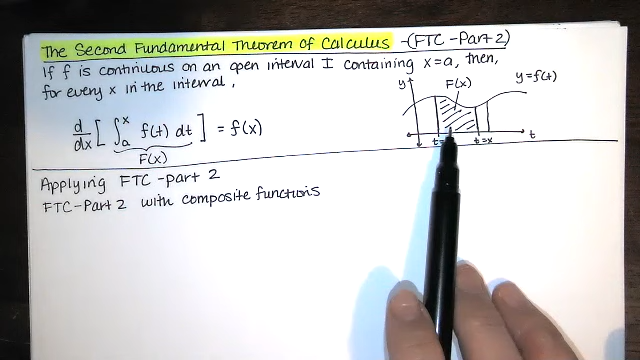 The Second Fundamental Theorem of Calculus -(FTC-Part 2)
If f is continuous on an open interval I containing x=a, then,
for every x in the interval,
d/dx [ ∫ₐˣ f(t) dt ] = f(x)
F(x)
y
F(x)
y=f(t)
t=
t=x
t
Applying FTC-part 2
FTC-Part 2 with composite functions